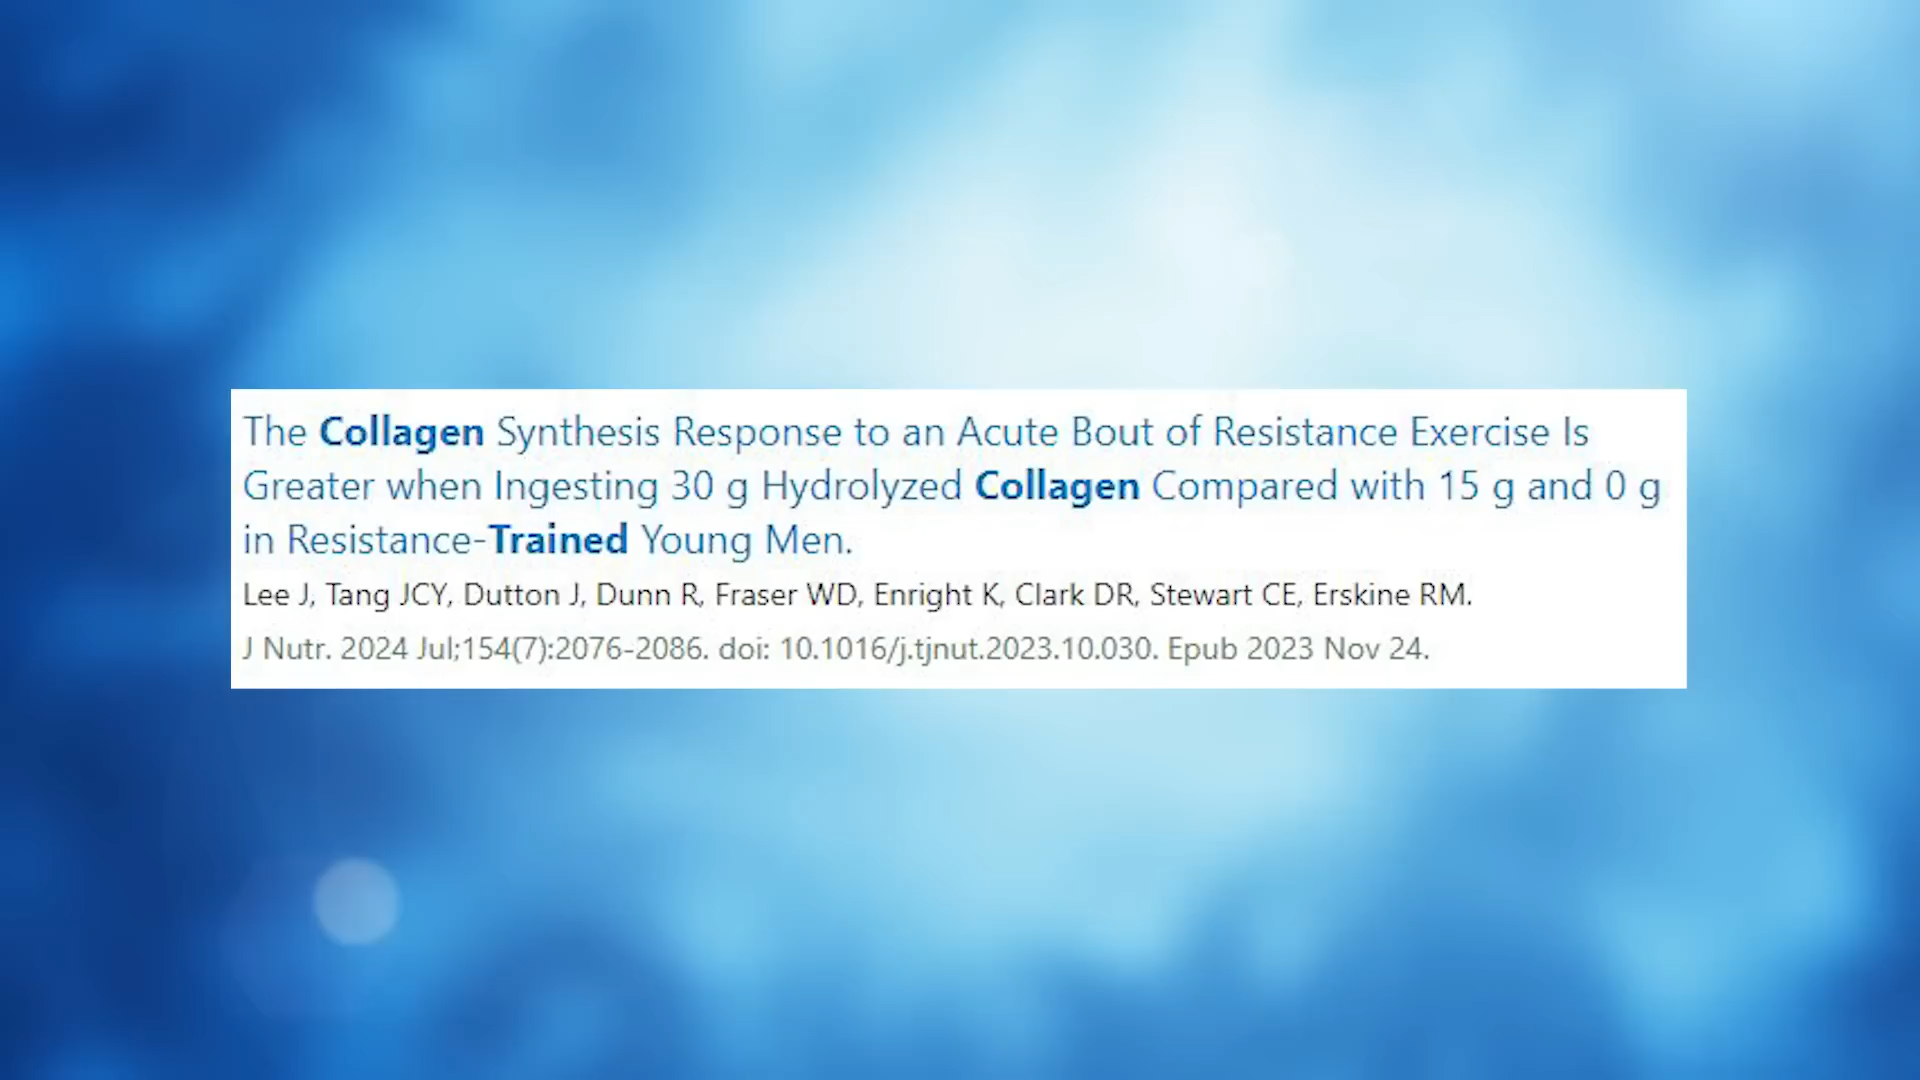 The Collagen Synthesis Response to an Acute Bout of Resistance Exercise Is
Greater when Ingesting 30 g Hydrolyzed Collagen Compared with 15 g and 0 g
in Resistance-Trained Young Men.
Lee J, Tang JCY, Dutton J, Dunn R, Fraser WD, Enright K, Clark DR, Stewart CE, Erskine RM.
J Nutr. 2024 Jul;154(7):2076-2086. doi: 10.1016/j.tjnut.2023.10.030. Epub 2023 Nov 24.